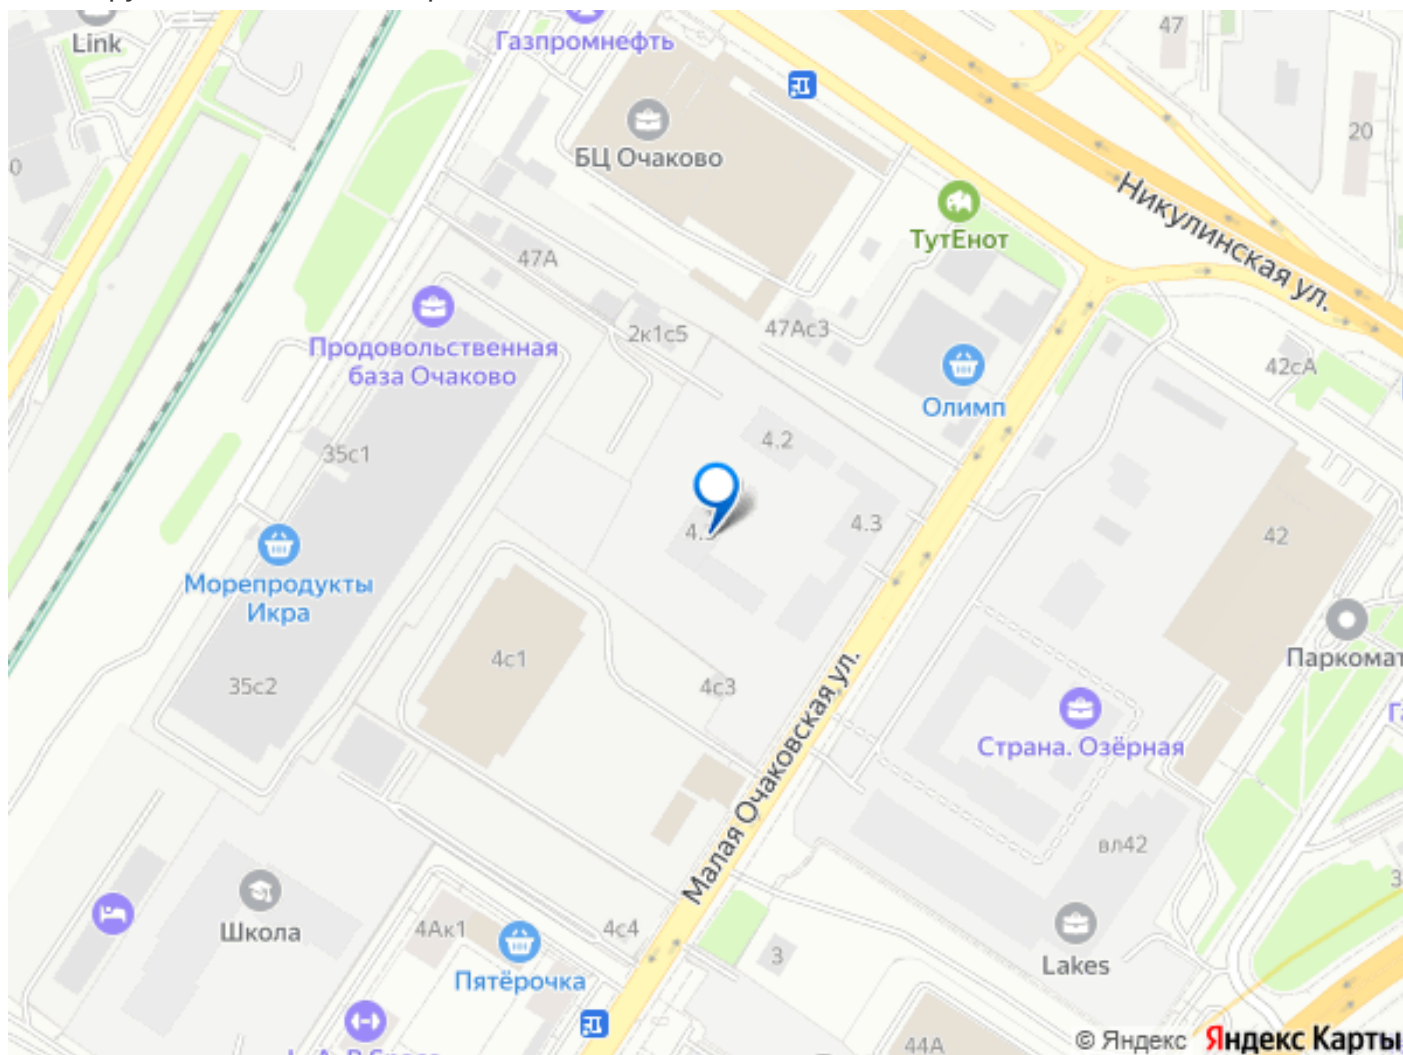 Link
Газпромнефть
47
20
БЦ Очаково
ТутЕнот
Никулинская ул.
47А
2к1с5
47Ас3
Продовольственная
база Очаково
42сА
Олимп
4.2
35с1
4.3
42
Морепродукты
Икра
4с1
4с3
35с2
Паркомат
Страна. Озёрная
Малая Очаковская ул.
вл42
Школа
4Ак1
4с4
Пятёрочка
3
Lakes
44А
© Яндекс Яндекс Карты